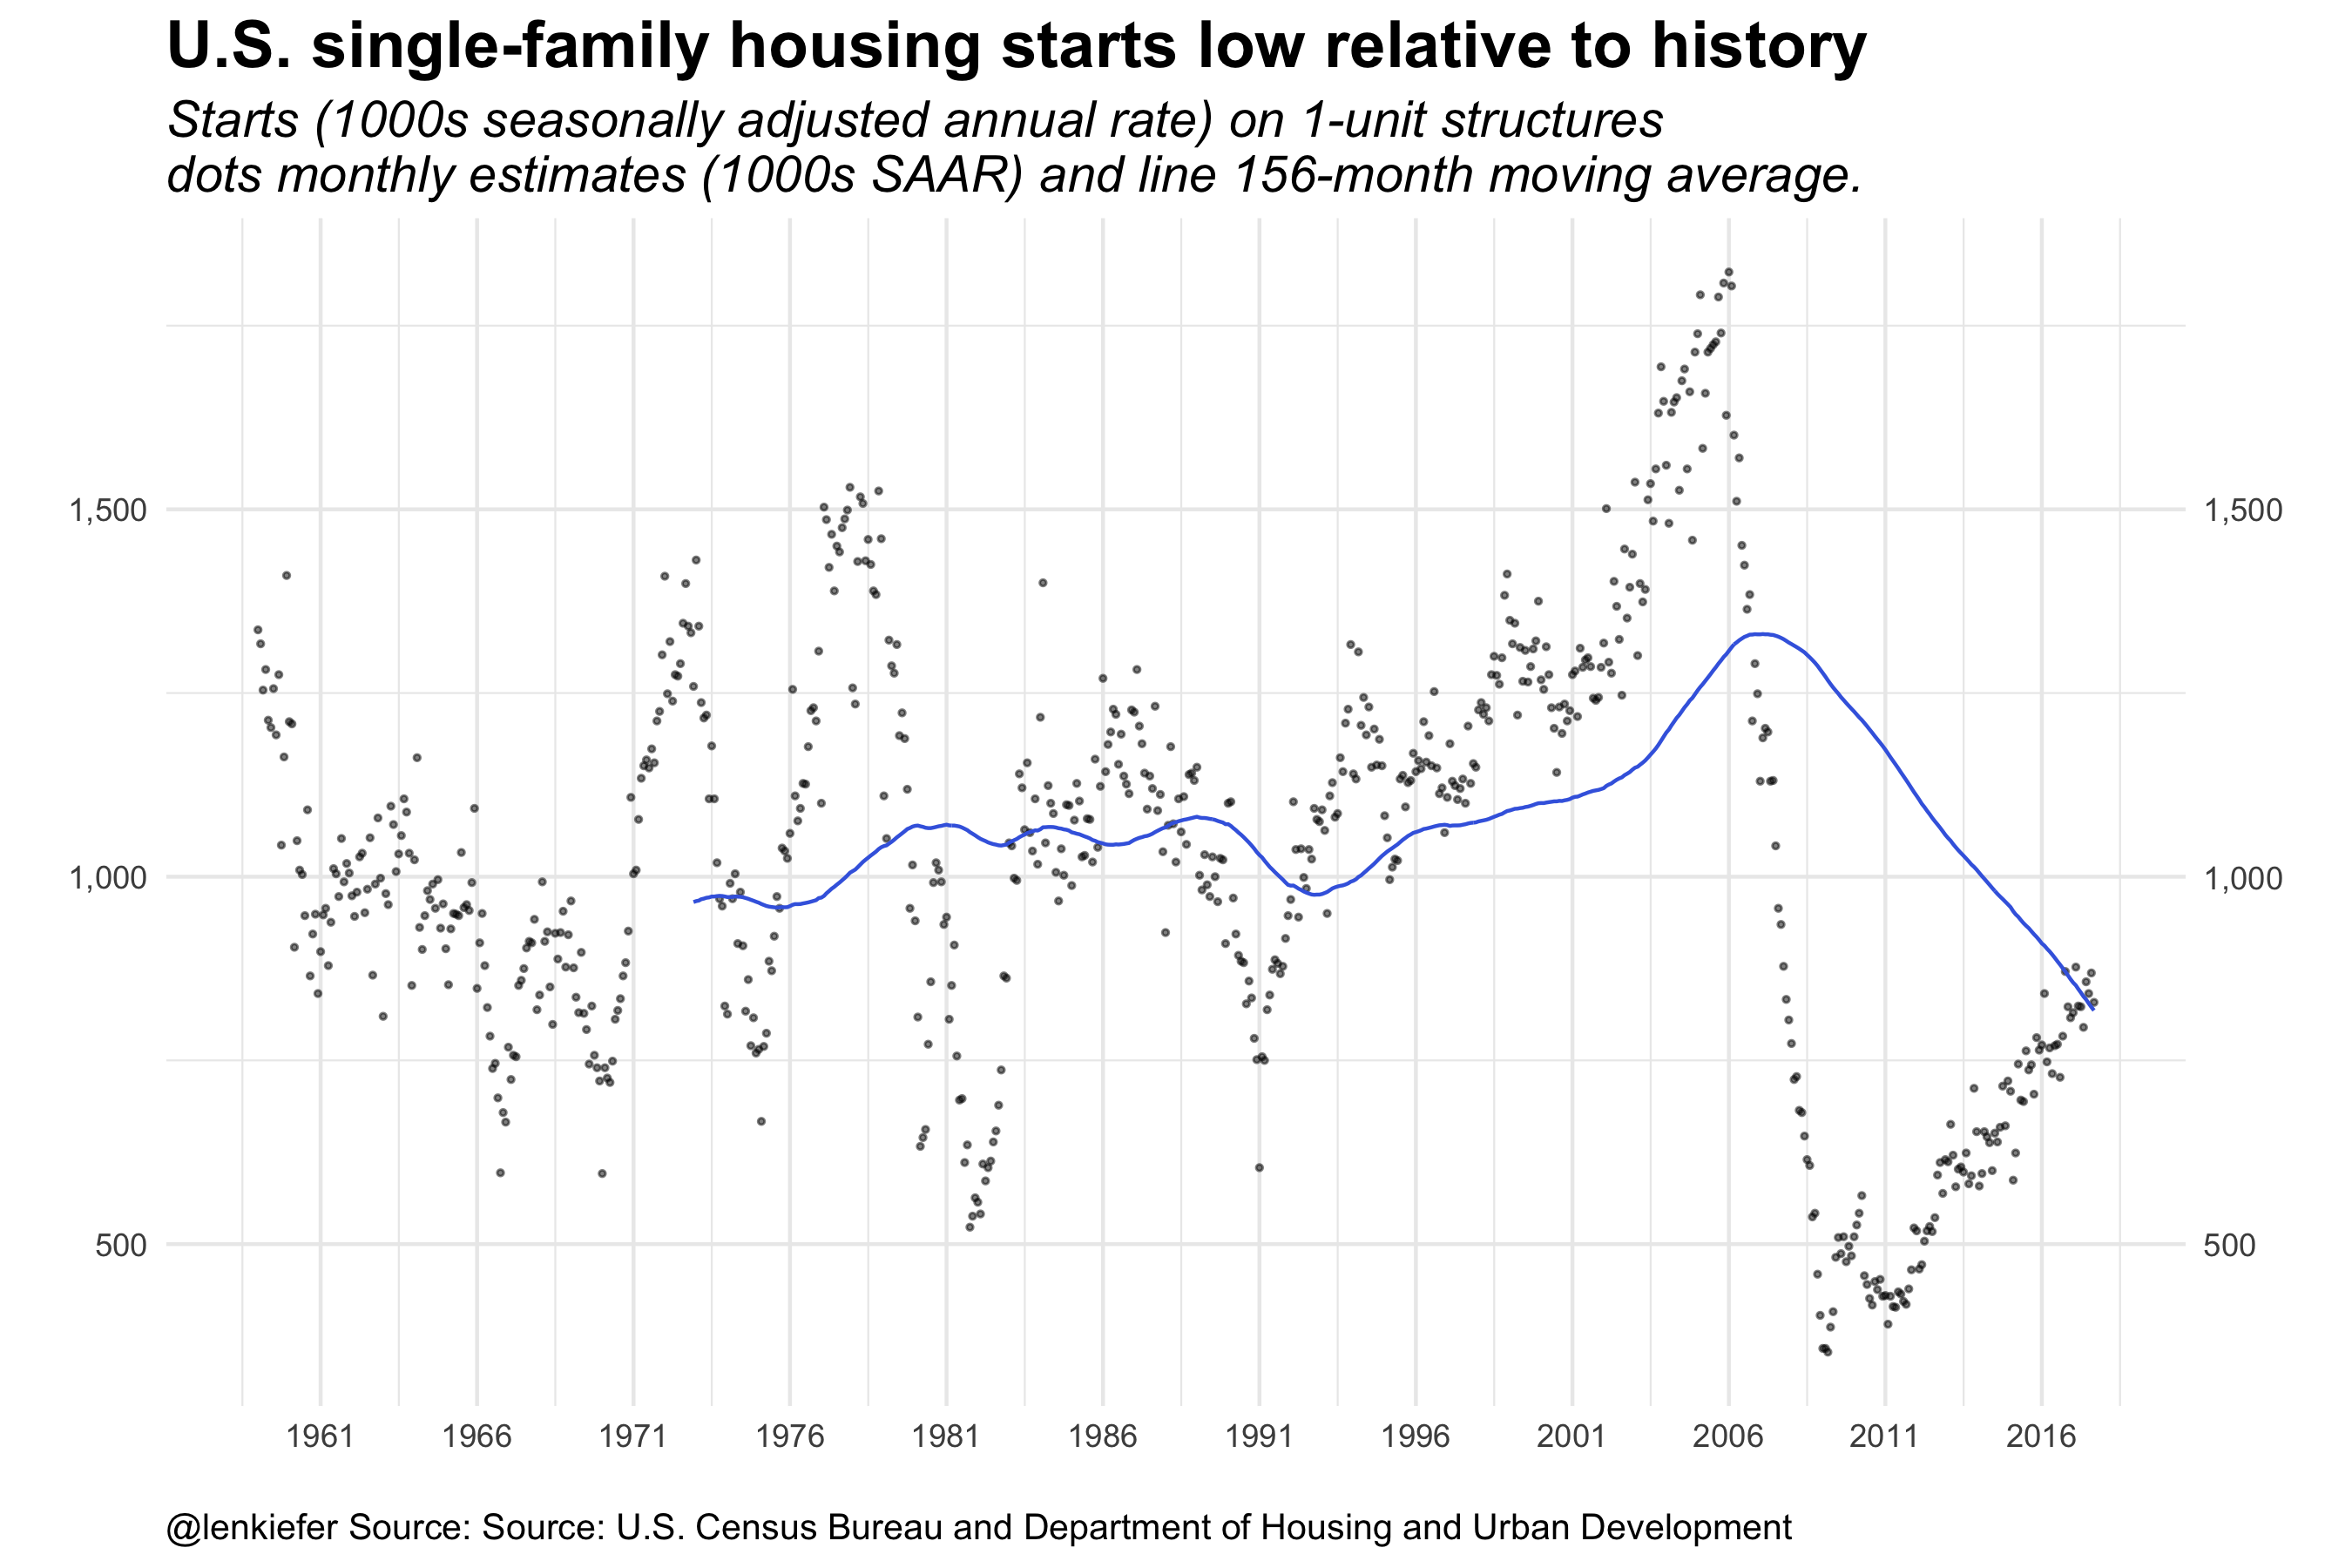 U.S. single-family housing starts low relative to history
Starts (1000s seasonally adjusted annual rate) on 1-unit structures
dots monthly estimates (1000s SAAR) and line 156-month moving average.
1,500 1,500
1,000 1,000
500 500
1961 1966 1971 1976 1981 1986 1991 1996 2001 2006 2011 2016
@lenkiefer Source: Source: U.S. Census Bureau and Department of Housing and Urban Development